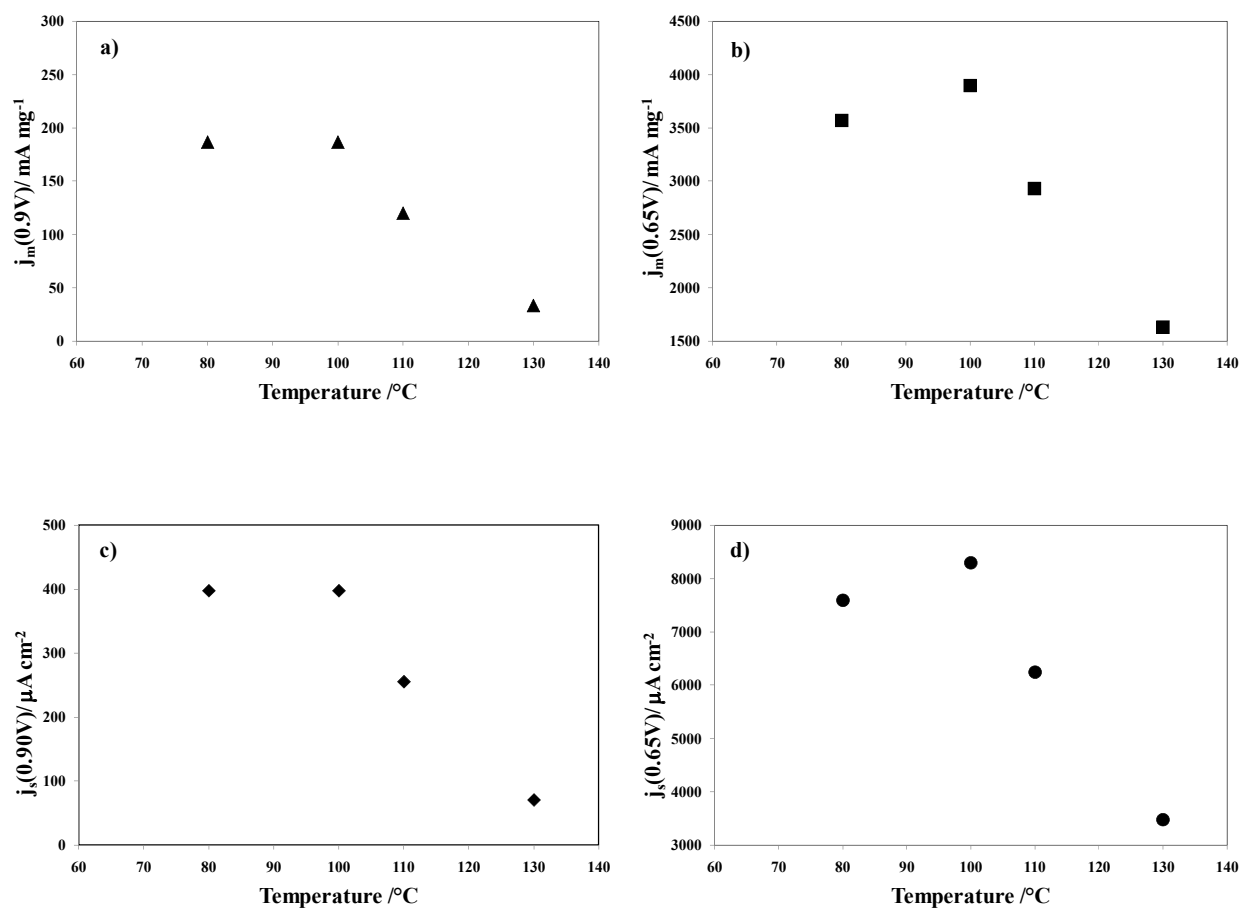 a)
j_m(0.9V)/ mA mg⁻¹
300
250
200
150
100
50
0
60 70 80 90 100 110 120 130 140
Temperature /°C
b)
j_m(0.65V)/ mA mg⁻¹
4500
4000
3500
3000
2500
2000
1500
60 70 80 90 100 110 120 130 140
Temperature /°C
c)
j_s(0.90V)/ µA cm⁻²
500
400
300
200
100
0
60 70 80 90 100 110 120 130 140
Temperature /°C
d)
j_s(0.65V)/ µA cm⁻²
9000
8000
7000
6000
5000
4000
3000
60 70 80 90 100 110 120 130 140
Temperature /°C